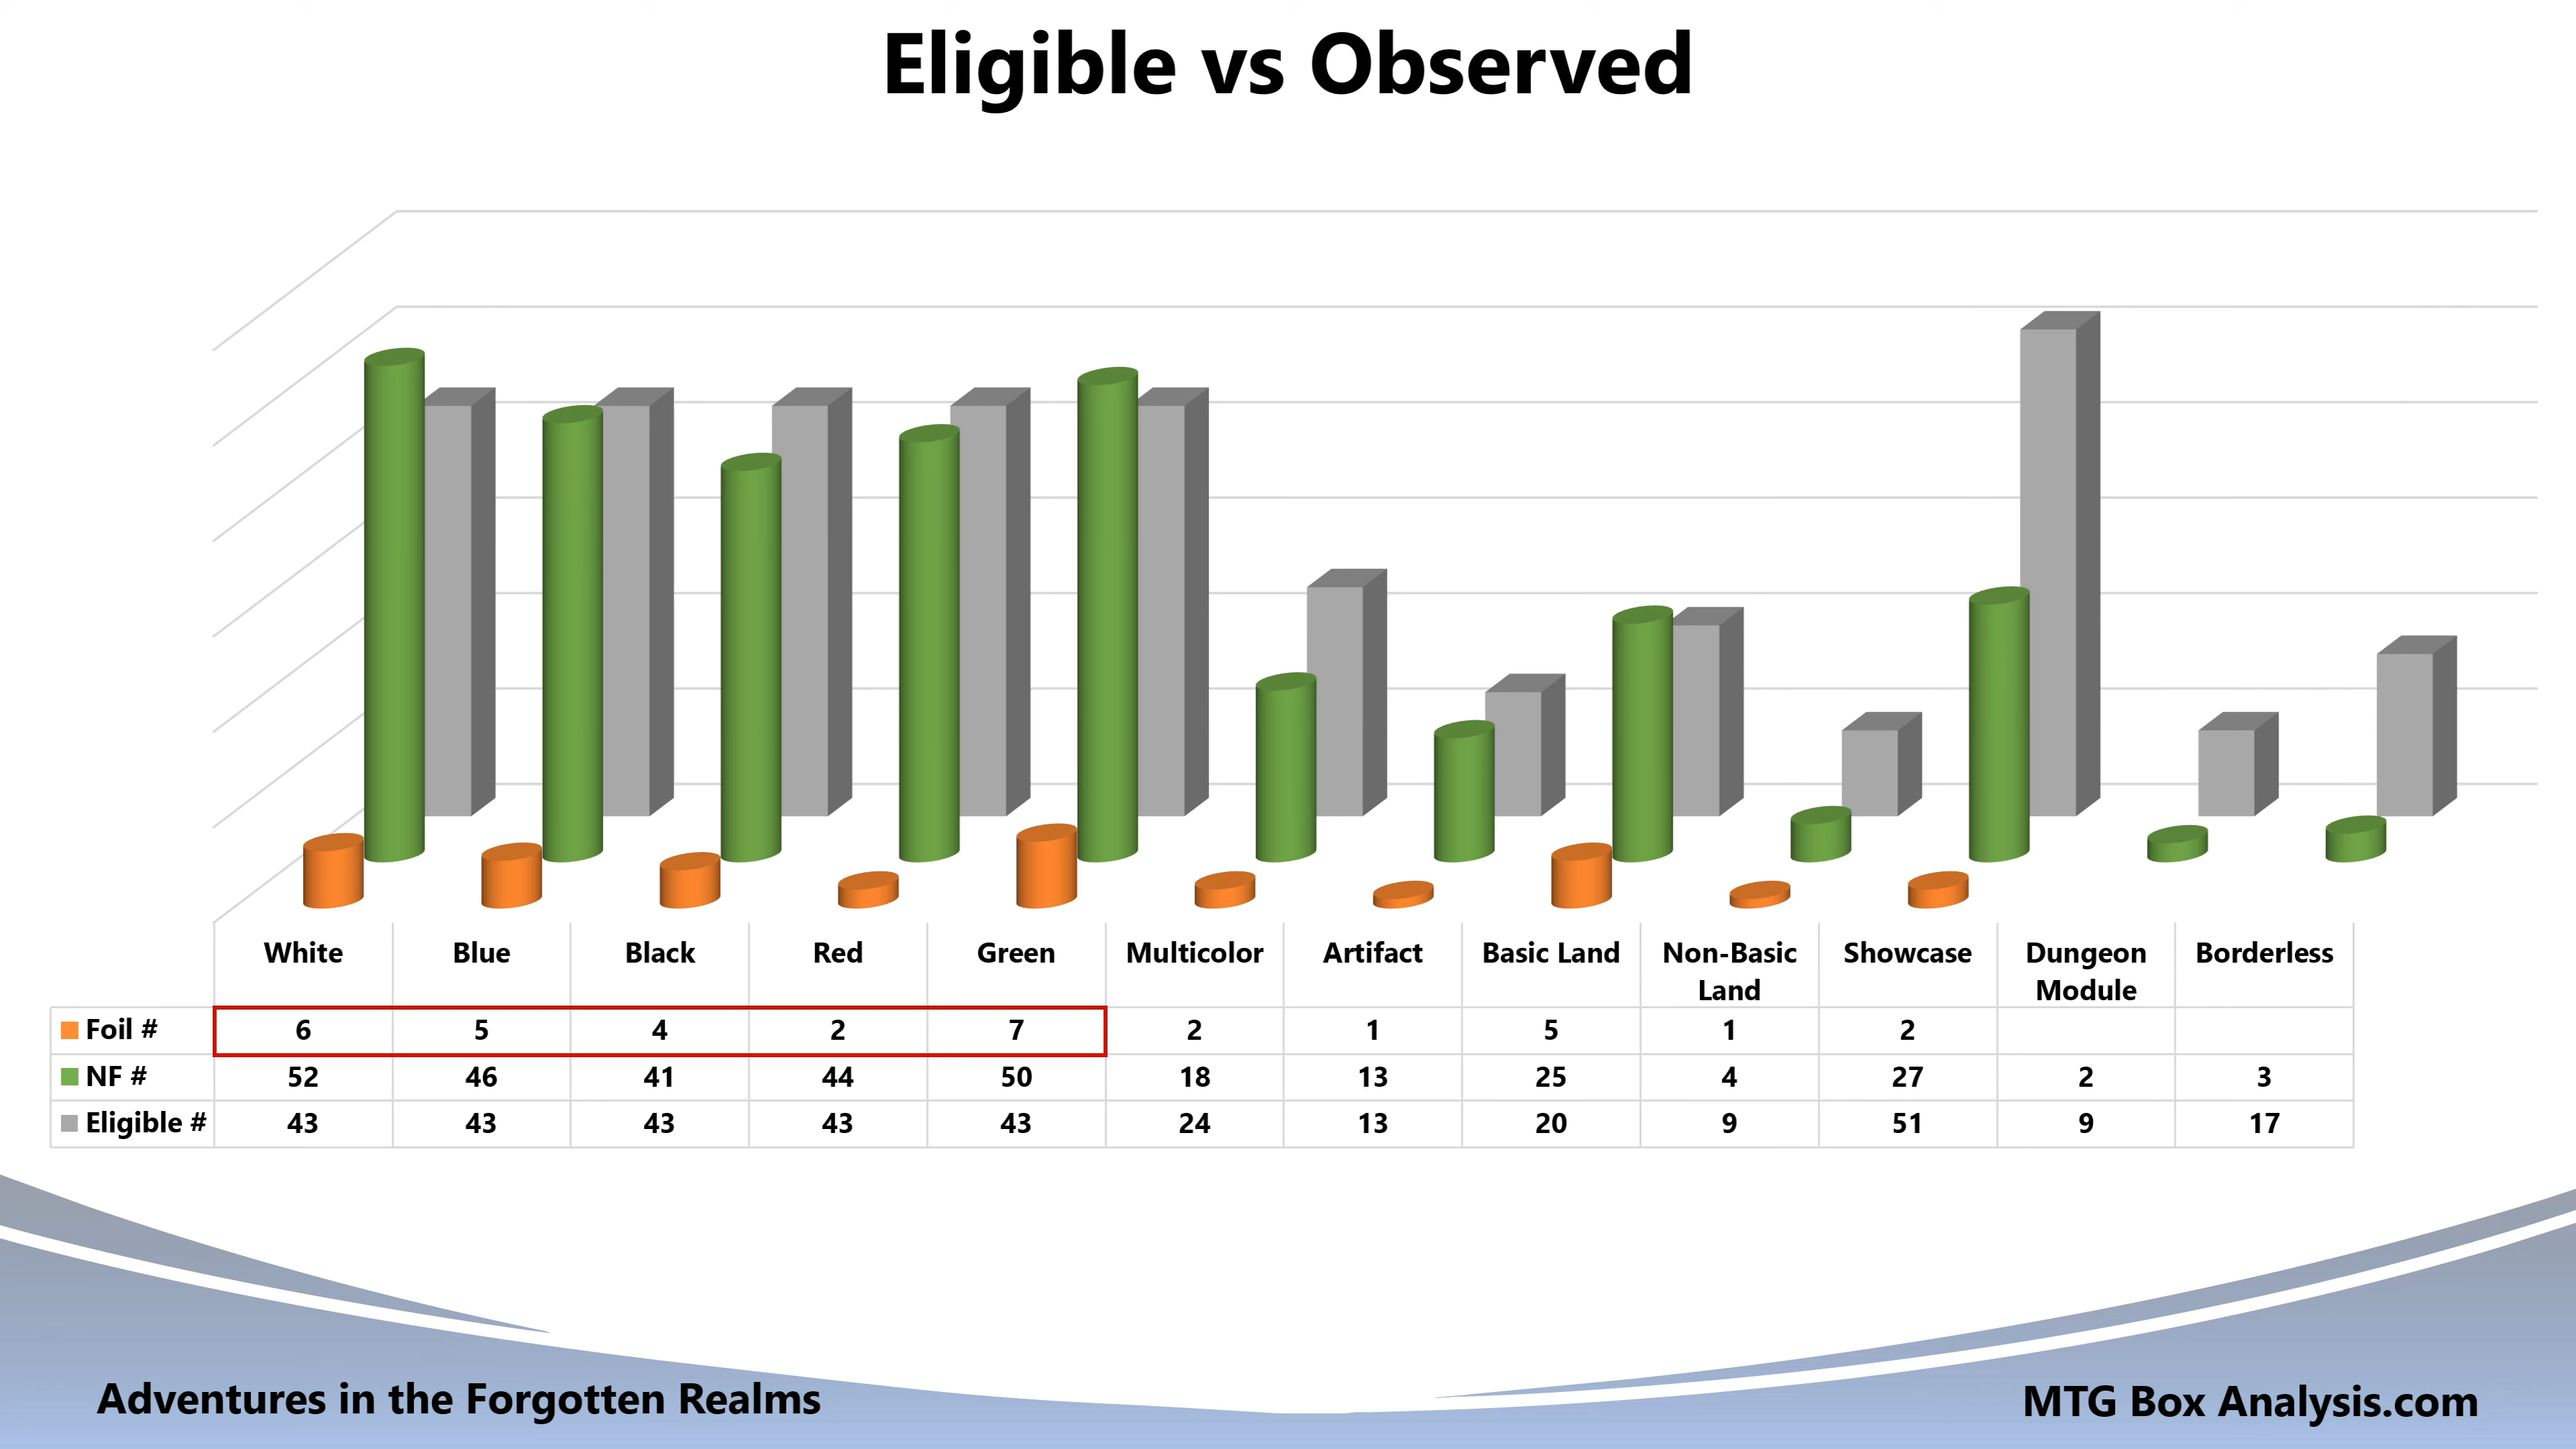 Eligible vs Observed
White Blue Black Red Green Multicolor Artifact Basic Land Non-Basic Land Showcase Dungeon Module Borderless
Foil # 6 5 4 2 7 2 1 5 1 2
NF # 52 46 41 44 50 18 13 25 4 27 2 3
Eligible # 43 43 43 43 43 24 13 20 9 51 9 17
Adventures in the Forgotten Realms
MTG Box Analysis.com